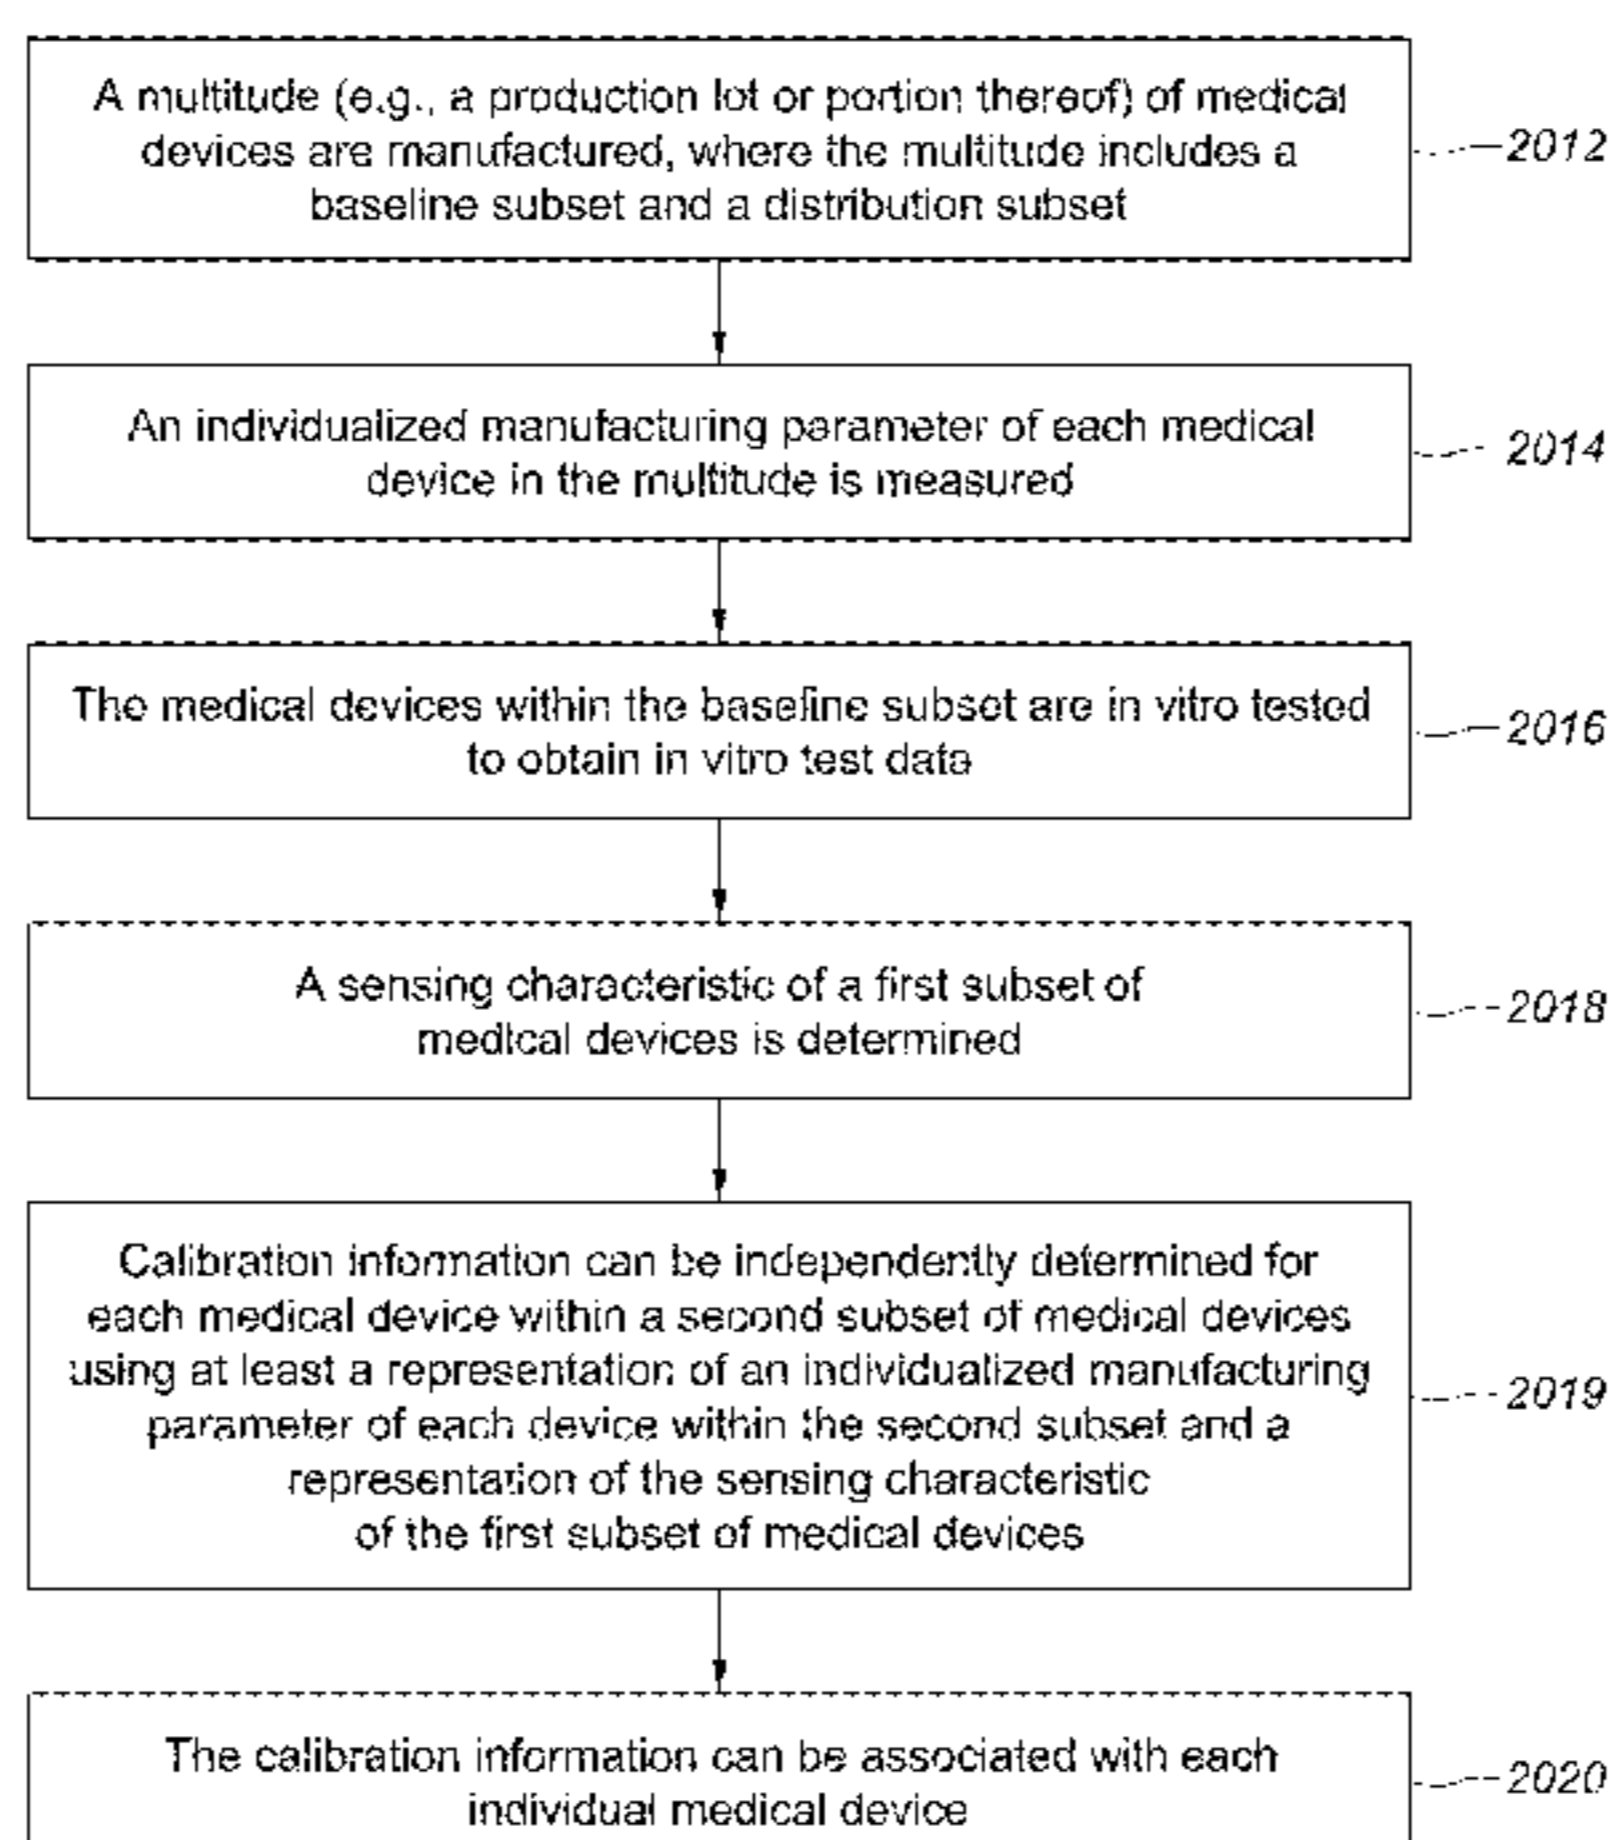 A multitude (e.g., a production lot or portion thereof) of medical
devices are manufactured, where the multitude includes a
baseline subset and a distribution subset
2012
An individualized manufacturing parameter of each medical
device in the multitude is measured
2014
The medical devices within the baseline subset are in vitro tested
to obtain in vitro test data
2016
A sensing characteristic of a first subset of
medical devices is determined
2018
Calibration information can be independently determined for
each medical device within a second subset of medical devices
using at least a representation of an individualized manufacturing
parameter of each device within the second subset and a
representation of the sensing characteristic
of the first subset of medical devices
2019
The calibration information can be associated with each
individual medical device
2020